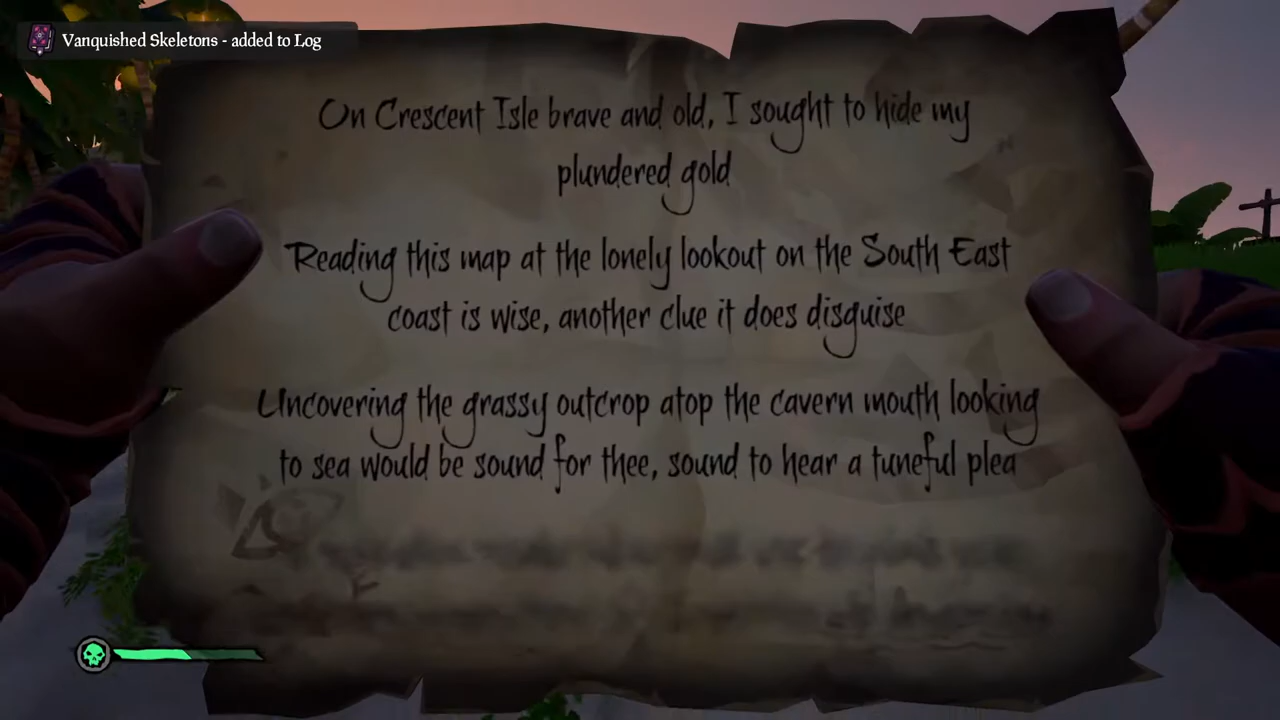 Vanquished Skeletons - added to Log
On Crescent Isle brave and old, I sought to hide my
plundered gold
Reading this map at the lonely lookout on the South East
coast is wise, another clue it does disguise
Uncovering the grassy outcrop atop the cavern mouth looking
to sea would be sound for thee, sound to hear a tuneful plea